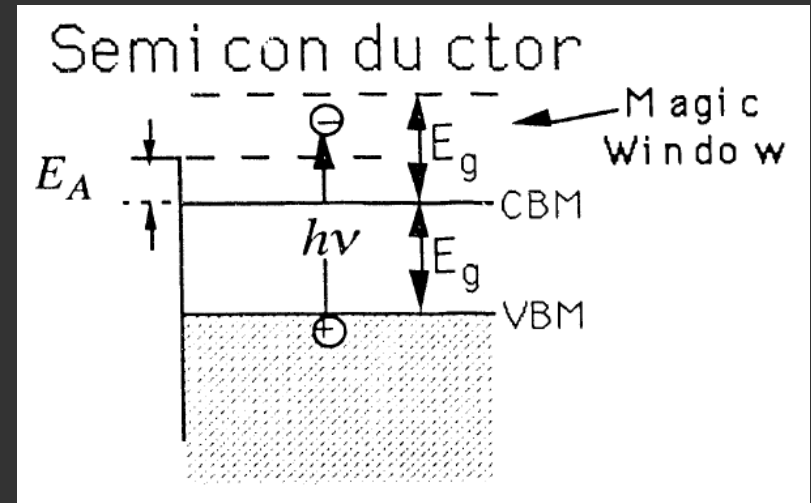 Semiconductor
Magic
Window
E_g
E_A
CBM
hν
E_g
VBM